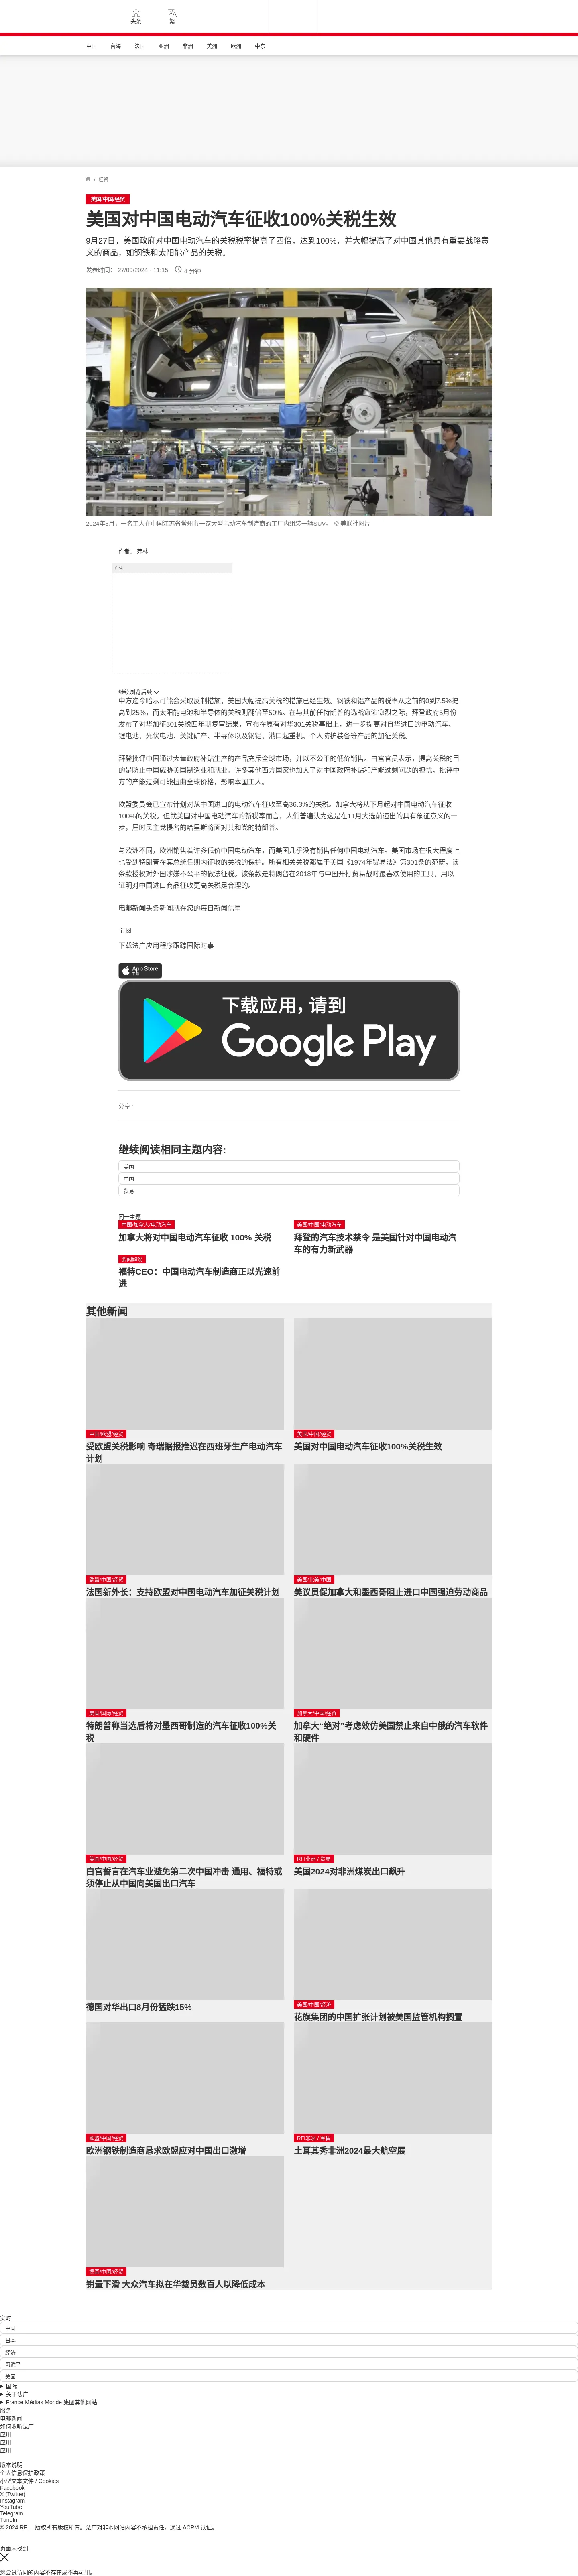 头条
繁
中国
台海
法国
亚洲
非洲
美洲
欧洲
中东
/ 经贸
美国/中国/经贸
美国对中国电动汽车征收100%关税生效
9月27日，美国政府对中国电动汽车的关税税率提高了四倍，达到100%，并大幅提高了对中国其他具有重要战略意
义的商品，如钢铁和太阳能产品的关税。
发表时间： 27/09/2024 - 11:15
4 分钟
2024年3月，一名工人在中国江苏省常州市一家大型电动汽车制造商的工厂内组装一辆SUV。 © 美联社图片
作者： 弗林
广告
继续浏览后续
中方迄今暗示可能会采取反制措施，美国大幅提高关税的措施已经生效。钢铁和铝产品的税率从之前的0到7.5%提
高到25%，而太阳能电池和半导体的关税则翻倍至50%。在与其前任特朗普的选战愈演愈烈之际，拜登政府5月份
发布了对华加征301关税四年期复审结果，宣布在原有对华301关税基础上，进一步提高对自华进口的电动汽车、
锂电池、光伏电池、关键矿产、半导体以及钢铝、港口起重机、个人防护装备等产品的加征关税。
拜登批评中国通过大量政府补贴生产的产品充斥全球市场，并以不公平的低价销售。白宫官员表示，提高关税的目
的是防止中国威胁美国制造业和就业。许多其他西方国家也加大了对中国政府补贴和产能过剩问题的担忧，批评中
方的产能过剩可能扭曲全球价格，影响本国工人。
欧盟委员会已宣布计划对从中国进口的电动汽车征收至高36.3%的关税。加拿大将从下月起对中国电动汽车征收
100%的关税。但就美国对中国电动汽车的新税率而言，人们普遍认为这是在11月大选前迈出的具有象征意义的一
步，届时民主党提名的哈里斯将面对共和党的特朗普。
与欧洲不同，欧洲销售着许多低价中国电动汽车，而美国几乎没有销售任何中国电动汽车。美国市场在很大程度上
也受到特朗普在其总统任期内征收的关税的保护。所有相关关税都属于美国《1974年贸易法》第301条的范畴，该
条款授权对外国涉嫌不公平的做法征税。该条款是特朗普在2018年与中国开打贸易战时最喜欢使用的工具，用以
证明对中国进口商品征收更高关税是合理的。
电邮新闻头条新闻就在您的每日新闻信里
订阅
下载法广应用程序跟踪国际时事
App Store
下载
下载应用，请到
Google Play
分享 :
继续阅读相同主题内容:
美国
中国
贸易
同一主题
中国/加拿大/电动汽车
加拿大将对中国电动汽车征收 100% 关税
美国/中国/电动汽车
拜登的汽车技术禁令 是美国针对中国电动汽
车的有力新武器
要闻解说
福特CEO：中国电动汽车制造商正以光速前
进
其他新闻
中国/欧盟/经贸
受欧盟关税影响 奇瑞据报推迟在西班牙生产电动汽车
计划
美国/中国/经贸
美国对中国电动汽车征收100%关税生效
欧盟/中国/经贸
法国新外长：支持欧盟对中国电动汽车加征关税计划
美国/北美/中国
美议员促加拿大和墨西哥阻止进口中国强迫劳动商品
美国/国际/经贸
特朗普称当选后将对墨西哥制造的汽车征收100%关
税
加拿大/中国/经贸
加拿大“绝对”考虑效仿美国禁止来自中俄的汽车软件
和硬件
美国/中国/经贸
白宫誓言在汽车业避免第二次中国冲击 通用、福特或
须停止从中国向美国出口汽车
RFI非洲 / 贸易
美国2024对非洲煤炭出口飙升
德国对华出口8月份猛跌15%
美国/中国/经济
花旗集团的中国扩张计划被美国监管机构搁置
欧盟/中国/经贸
欧洲钢铁制造商恳求欧盟应对中国出口激增
RFI非洲 / 军售
土耳其秀非洲2024最大航空展
德国/中国/经贸
销量下滑 大众汽车拟在华裁员数百人以降低成本
实时
中国
日本
经济
习近平
美国
国际
关于法广
France Médias Monde 集团其他网站
服务
电邮新闻
如何收听法广
应用
应用
应用
版本说明
个人信息保护政策
小型文本文件 / Cookies
Facebook
X (Twitter)
Instagram
YouTube
Telegram
TuneIn
© 2024 RFI – 版权所有版权所有。法广对非本网站内容不承担责任。通过 ACPM 认证。
页面未找到
您尝试访问的内容不存在或不再可用。